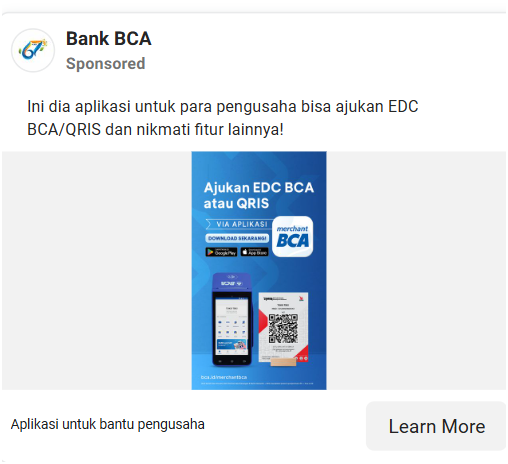 67
Bank BCA
Sponsored
Ini dia aplikasi untuk para pengusaha bisa ajukan EDC
BCA/QRIS dan nikmati fitur lainnya!
Ajukan EDC BCA
atau QRIS
VIA APLIKASI
DOWNLOAD SEKARANG!
Google Play
App Store
merchant
BCA
BCA
bca.id/merchantbca
Aplikasi untuk bantu pengusaha
Learn More